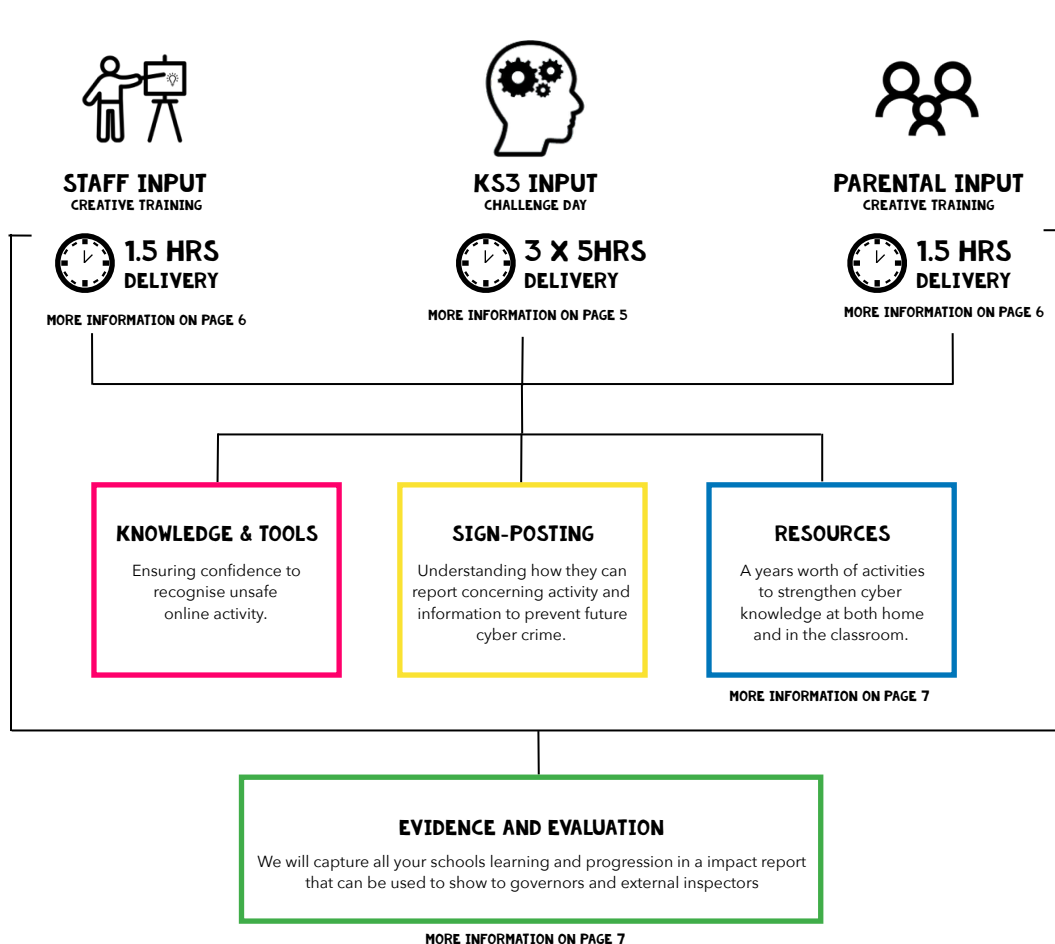 STAFF INPUT
CREATIVE TRAINING
1.5 HRS
DELIVERY
MORE INFORMATION ON PAGE 6
KS3 INPUT
CHALLENGE DAY
3 X 5HRS
DELIVERY
MORE INFORMATION ON PAGE 5
PARENTAL INPUT
CREATIVE TRAINING
1.5 HRS
DELIVERY
MORE INFORMATION ON PAGE 6
KNOWLEDGE & TOOLS
Ensuring confidence to
recognise unsafe
online activity.
SIGN-POSTING
Understanding how they can
report concerning activity and
information to prevent future
cyber crime.
RESOURCES
A years worth of activities
to strengthen cyber
knowledge at both home
and in the classroom.
MORE INFORMATION ON PAGE 7
EVIDENCE AND EVALUATION
We will capture all your schools learning and progression in a impact report
that can be used to show to governors and external inspectors
MORE INFORMATION ON PAGE 7